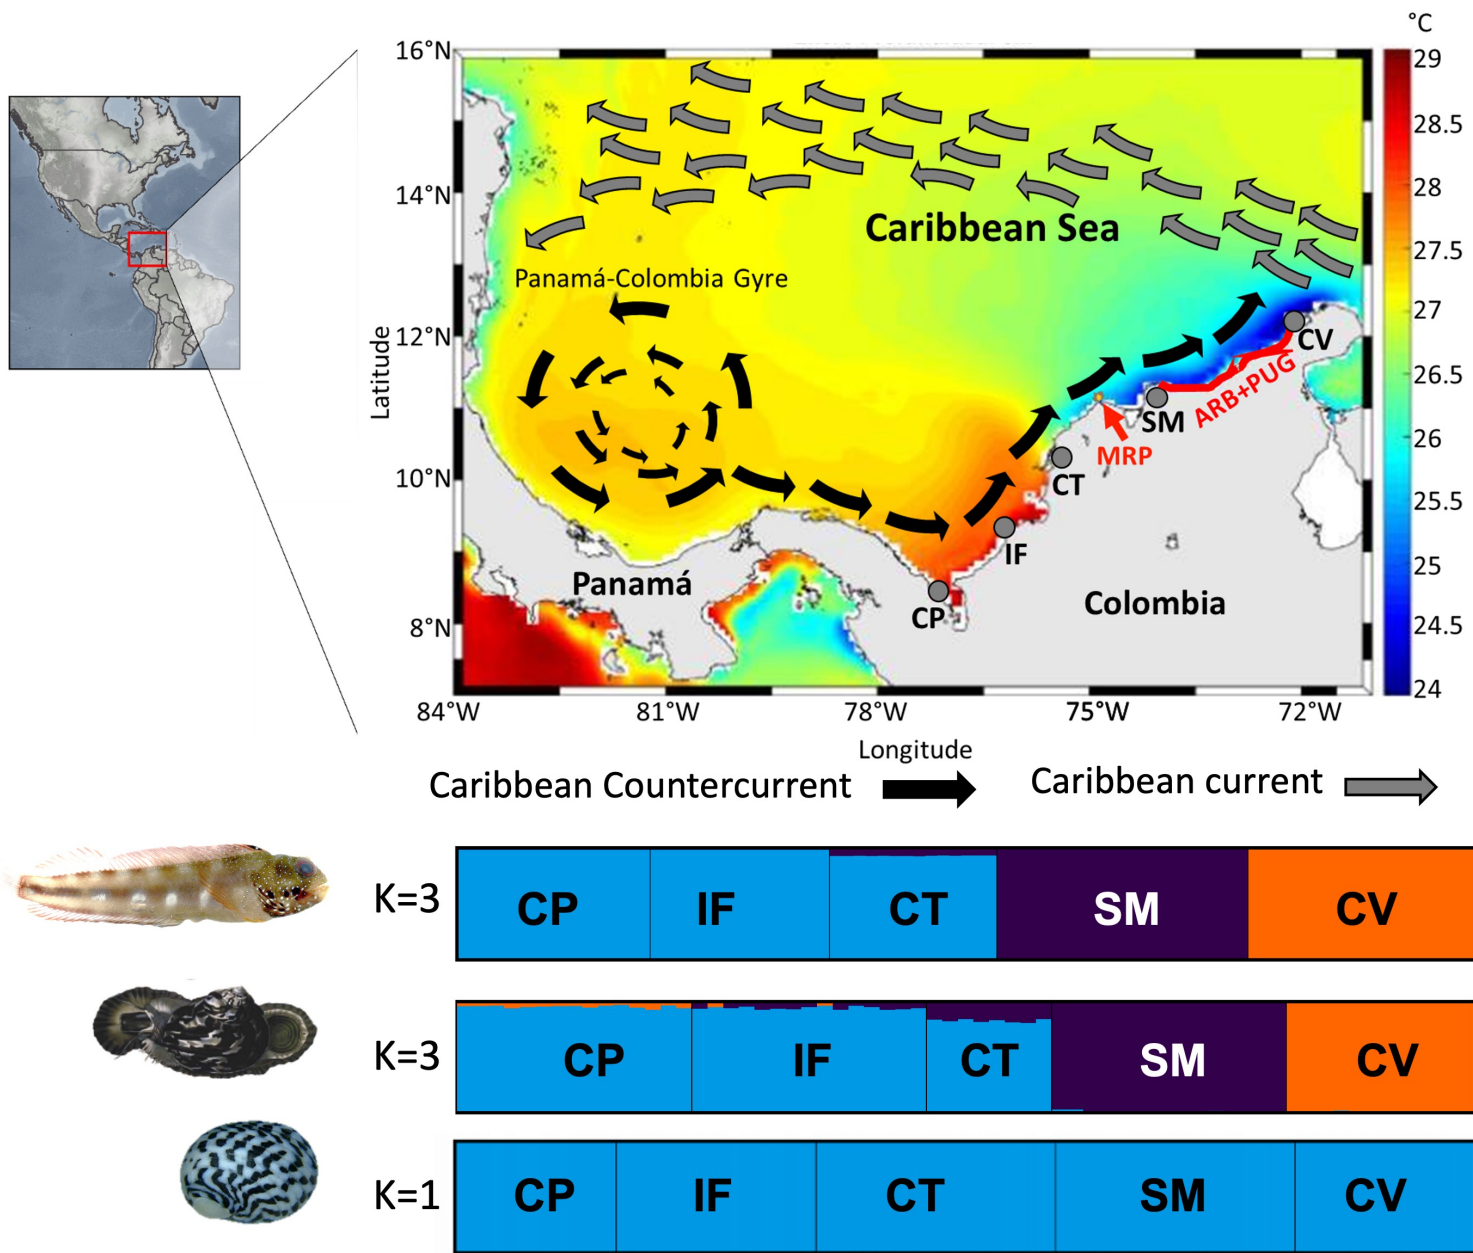 °C
16°N
14°N
12°N
10°N
8°N
Latitude
Caribbean Sea
Panamá-Colombia Gyre
CV
ARB+PUG
SM
MRP
CT
IF
CP
Panamá
Colombia
29
28.5
28
27.5
27
26.5
26
25.5
25
24.5
24
84°W
81°W
78°W
75°W
72°W
Longitude
Caribbean Countercurrent
Caribbean current
K=3
CP IF CT SM CV
K=3
CP IF CT SM CV
K=1
CP IF CT SM CV